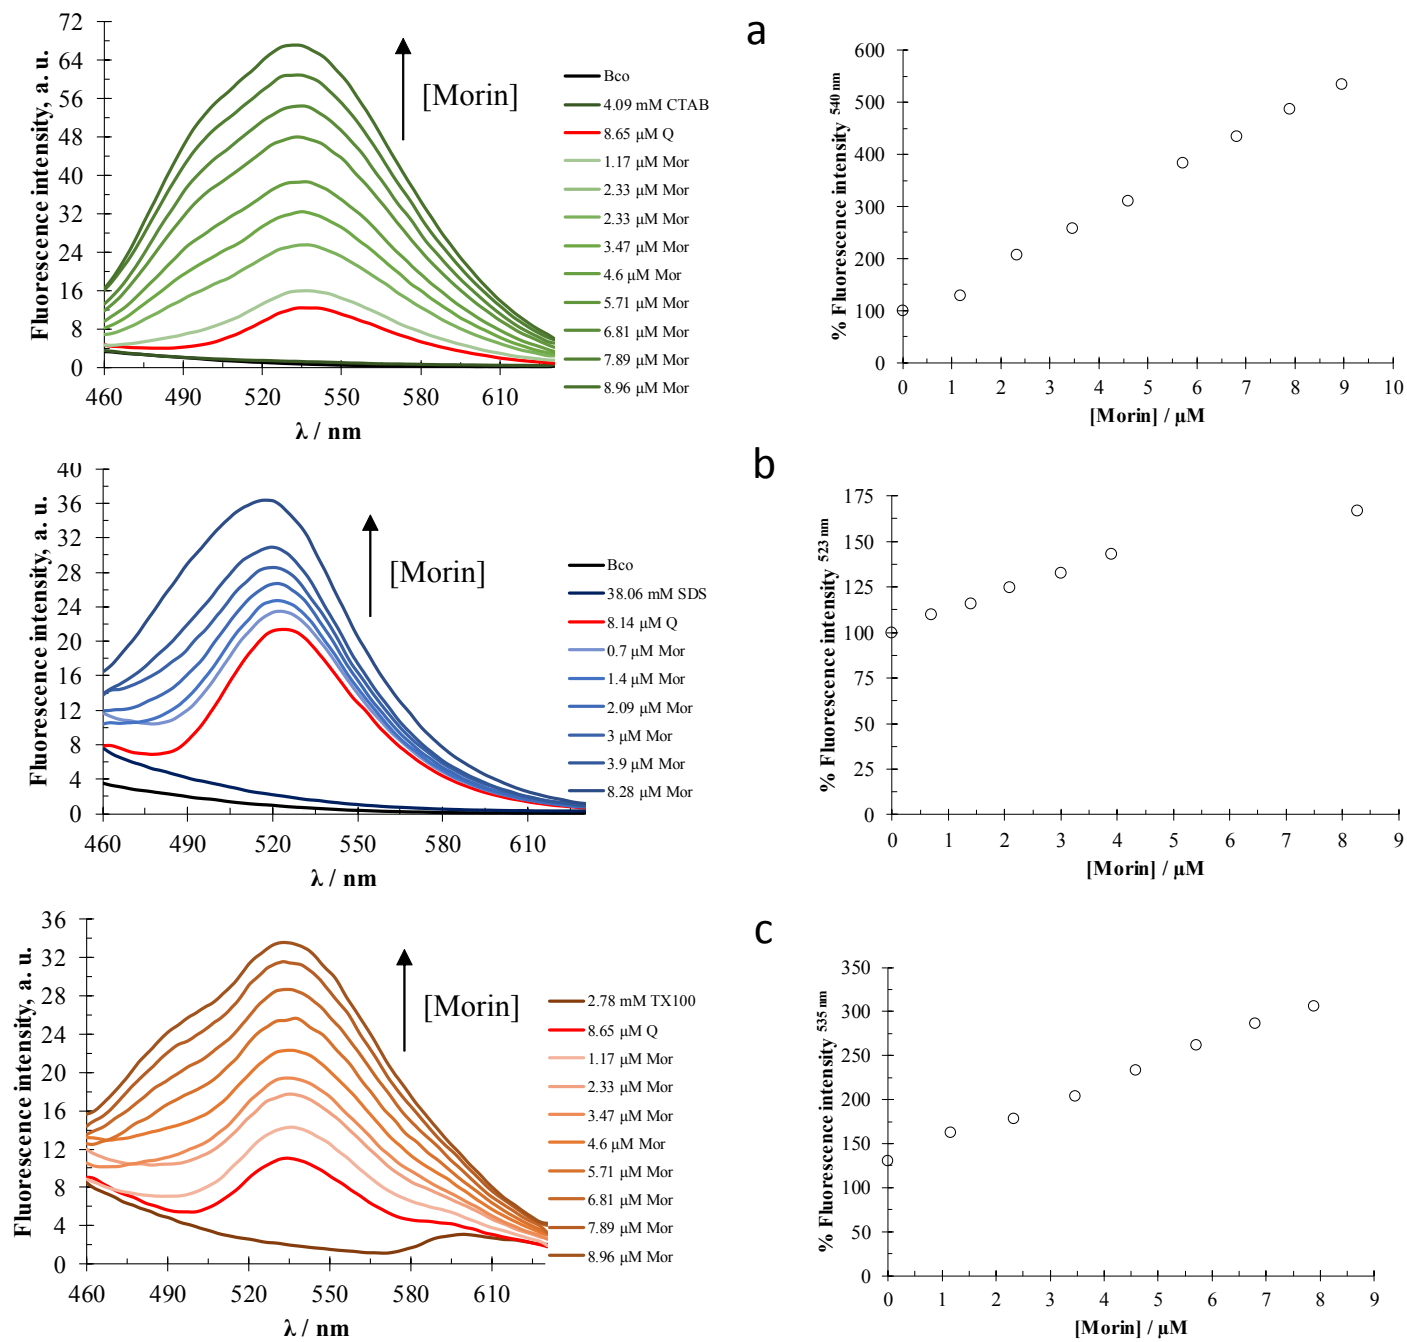 a
72
64
56
48
40
32
24
16
8
0
460
490
520
550
580
610
Fluorescence intensity, a. u.
λ / nm
[Morin]
Bco
4.09 mM CTAB
8.65 μM Q
1.17 μM Mor
2.33 μM Mor
2.33 μM Mor
3.47 μM Mor
4.6 μM Mor
5.71 μM Mor
6.81 μM Mor
7.89 μM Mor
8.96 μM Mor
600
500
400
300
200
100
0
0 1 2 3 4 5 6 7 8 9 10
% Fluorescence intensity 540 nm
[Morin] / μM
b
40
36
32
28
24
20
16
12
8
4
0
460
490
520
550
580
610
Fluorescence intensity, a. u.
λ / nm
[Morin]
Bco
38.06 mM SDS
8.14 μM Q
0.7 μM Mor
1.4 μM Mor
2.09 μM Mor
3 μM Mor
3.9 μM Mor
8.28 μM Mor
175
150
125
100
75
50
25
0
0 1 2 3 4 5 6 7 8 9
% Fluorescence intensity 523 nm
[Morin] / μM
c
36
32
28
24
20
16
12
8
4
0
460
490
520
550
580
610
Fluorescence intensity, a. u.
λ / nm
[Morin]
2.78 mM TX100
8.65 μM Q
1.17 μM Mor
2.33 μM Mor
3.47 μM Mor
4.6 μM Mor
5.71 μM Mor
6.81 μM Mor
7.89 μM Mor
8.96 μM Mor
350
300
250
200
150
100
50
0
0 1 2 3 4 5 6 7 8 9
% Fluorescence intensity 535 nm
[Morin] / μM